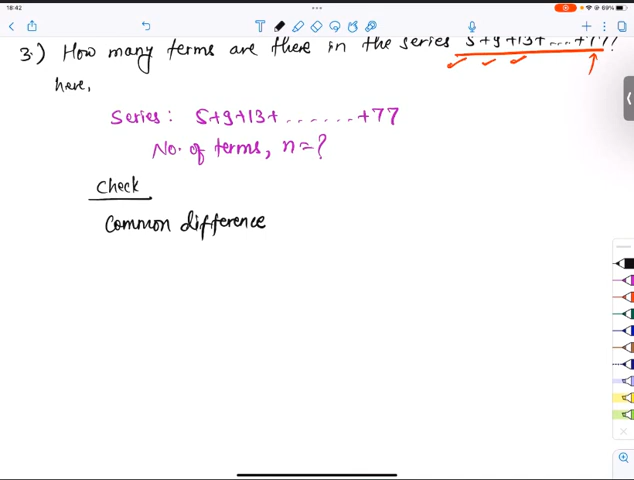 18:42
69%
3.) How many terms are there in the series 5+9+13+....+77?
here,
Series: 5+9+13+.......+77
No. of terms, n=?
Check
Common difference